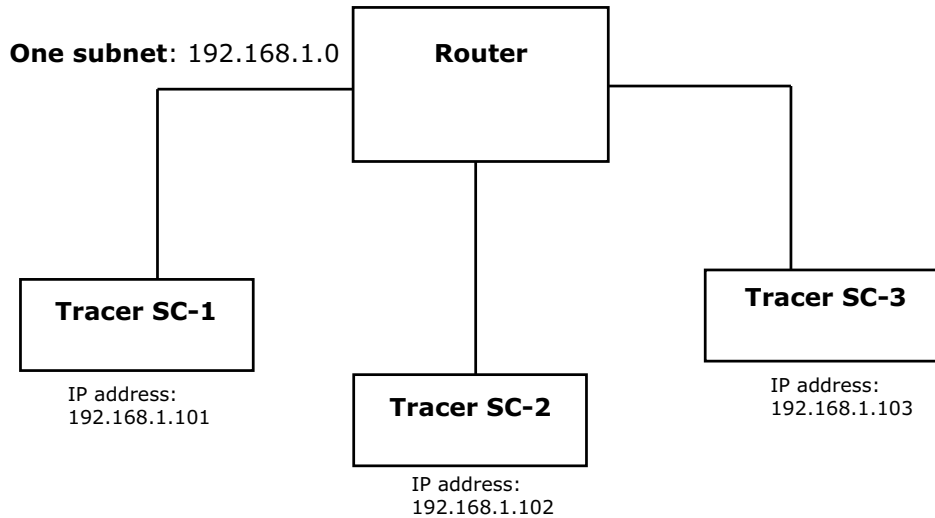 One subnet: 192.168.1.0
Router
Tracer SC-1
IP address:
192.168.1.101
Tracer SC-2
IP address:
192.168.1.102
Tracer SC-3
IP address:
192.168.1.103